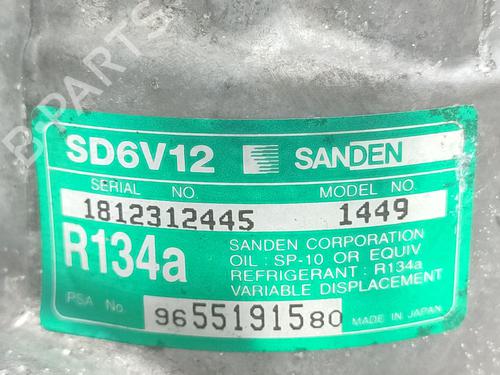 B-PARTS
SD6V12 SANDEN
SERIAL NO. MODEL NO.
1812312445 1449
R134a
SANDEN CORPORATION
OIL : SP-10 OR EQUIV
REFRIGERANT : R134a
VARIABLE DISPLACEMENT
PSA No. 9655191580 MADE IN JAPAN